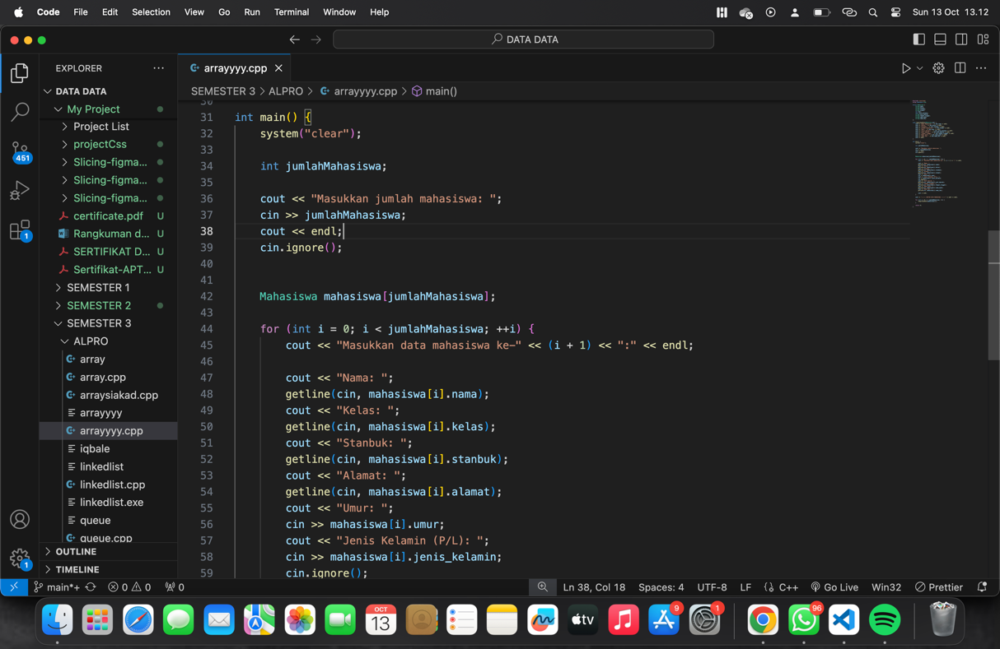 Code File Edit Selection View Go Run Terminal Window Help Sun 13 Oct 13.12
DATA DATA
EXPLORER ...
arrayyyy.cpp
DATA DATA
SEMESTER 3 > ALPRO > arrayyyy.cpp > main()
My Project
Project List
projectCss
Slicing-figma...
Slicing-figma...
Slicing-figma...
certificate.pdf U
Rangkuman d... U
SERTIFIKAT D... U
Sertifikat-APT... U
SEMESTER 1
SEMESTER 2
SEMESTER 3
ALPRO
array
array.cpp
arraysiakad.cpp
arrayyyy
arrayyyy.cpp
iqbale
linkedlist
linkedlist.cpp
linkedlist.exe
queue
queue.cpp
OUTLINE
TIMELINE
451
1
1
30
31 int main() {
32 system("clear");
33
34 int jumlahMahasiswa;
35
36 cout << "Masukkan jumlah mahasiswa: ";
37 cin >> jumlahMahasiswa;
38 cout << endl;
39 cin.ignore();
40
41
42 Mahasiswa mahasiswa[jumlahMahasiswa];
43
44 for (int i = 0; i < jumlahMahasiswa; ++i) {
45 cout << "Masukkan data mahasiswa ke-" << (i + 1) << ":" << endl;
46
47 cout << "Nama: ";
48 getline(cin, mahasiswa[i].nama);
49 cout << "Kelas: ";
50 getline(cin, mahasiswa[i].kelas);
51 cout << "Stanbuk: ";
52 getline(cin, mahasiswa[i].stanbuk);
53 cout << "Alamat: ";
54 getline(cin, mahasiswa[i].alamat);
55 cout << "Umur: ";
56 cin >> mahasiswa[i].umur;
57 cout << "Jenis Kelamin (P/L): ";
58 cin >> mahasiswa[i].jenis_kelamin;
59 cin.ignore();
main*+ 0 0 0 Ln 38, Col 18 Spaces: 4 UTF-8 LF {} C++ Go Live Win32 Prettier
OCT
13
tv
9
1
96